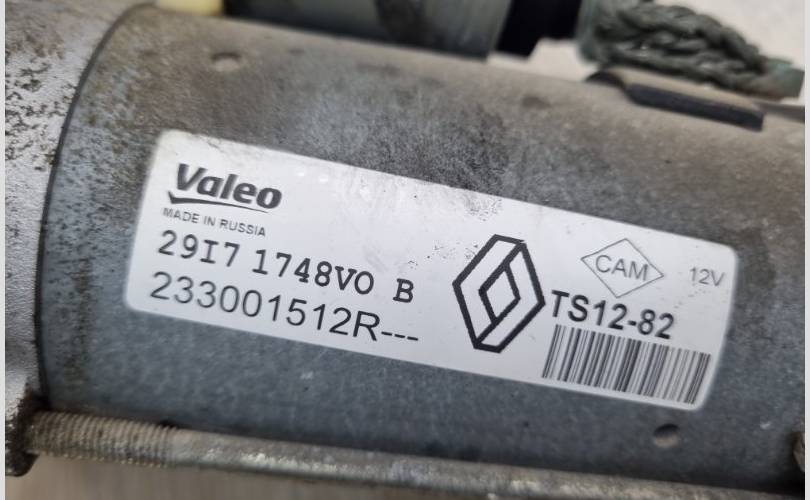 Valeo
MADE IN RUSSIA
29I7 1748VO B
233001512R---
CAM
12V
TS12-82